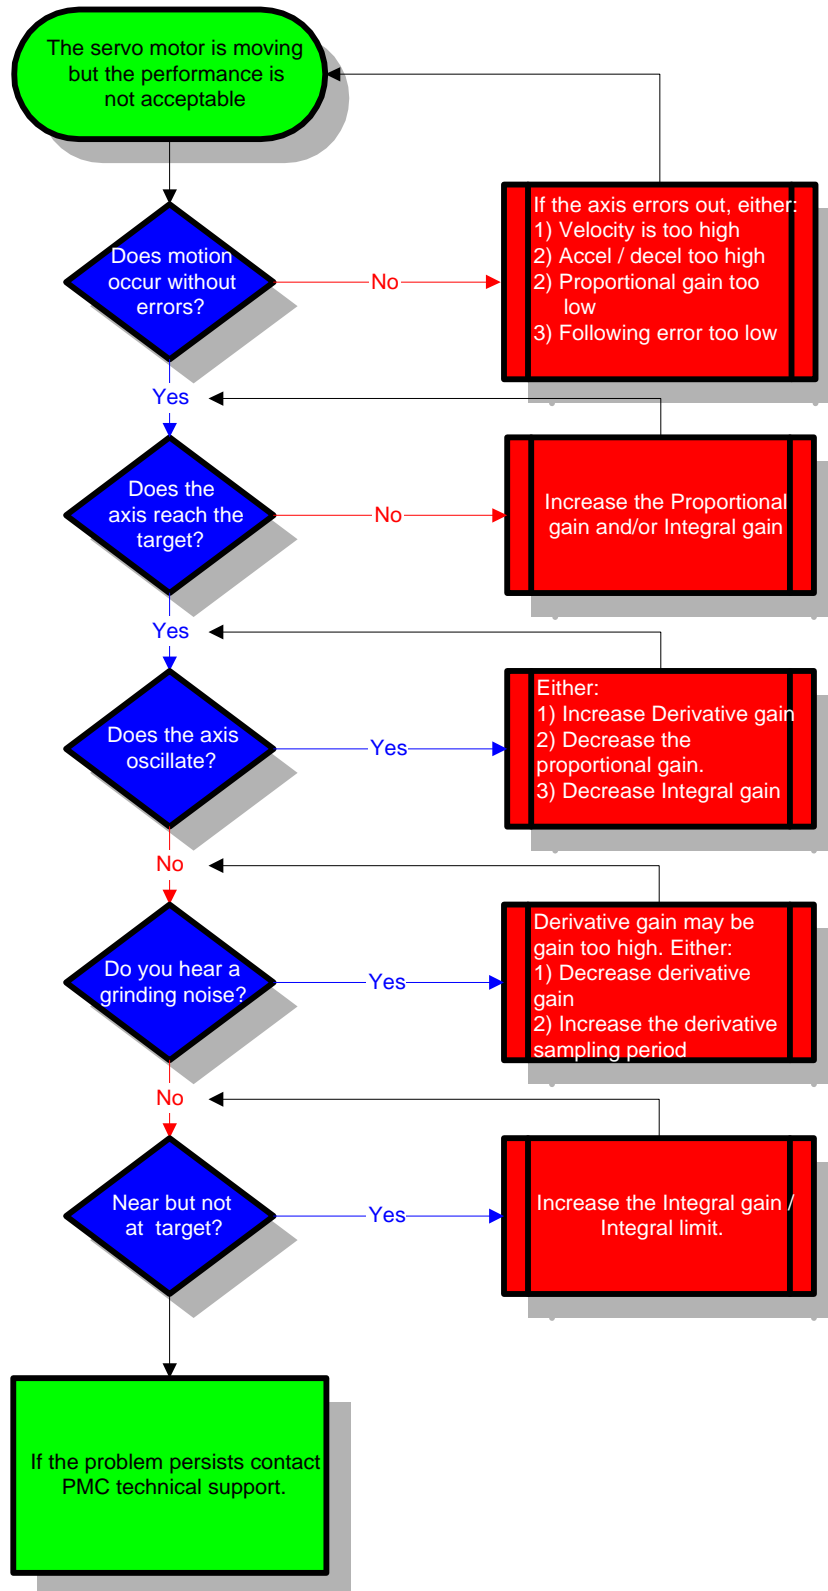 The servo motor is moving
but the performance is
not acceptable
Does motion
occur without
errors?
No
If the axis errors out, either:
1) Velocity is too high
2) Accel / decel too high
2) Proportional gain too
low
3) Following error too low
Yes
Does the
axis reach the
target?
No
Increase the Proportional
gain and/or Integral gain
Yes
Does the axis
oscillate?
Yes
Either:
1) Increase Derivative gain
2) Decrease the
proportional gain.
3) Decrease Integral gain
No
Do you hear a
grinding noise?
Yes
Derivative gain may be
gain too high. Either:
1) Decrease derivative
gain
2) Increase the derivative
sampling period
No
Near but not
at target?
Yes
Increase the Integral gain /
Integral limit.
If the problem persists contact
PMC technical support.